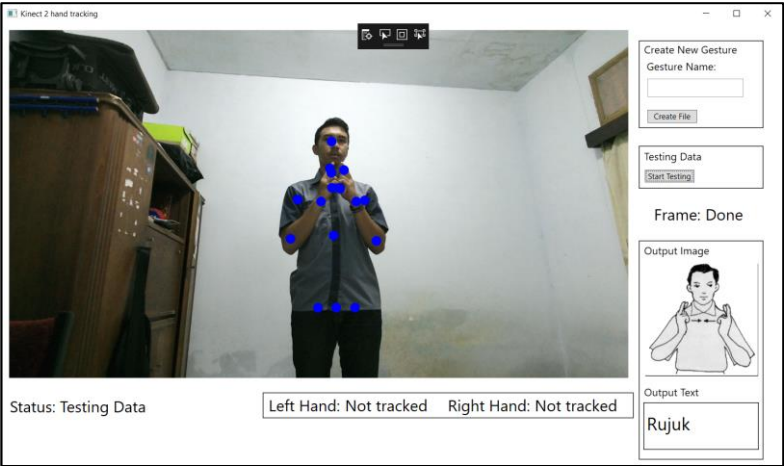 Kinect 2 hand tracking
Create New Gesture
Gesture Name:
Create File
Testing Data
Start Testing
Frame: Done
Output Image
Output Text
Rujuk
Status: Testing Data
Left Hand: Not tracked Right Hand: Not tracked